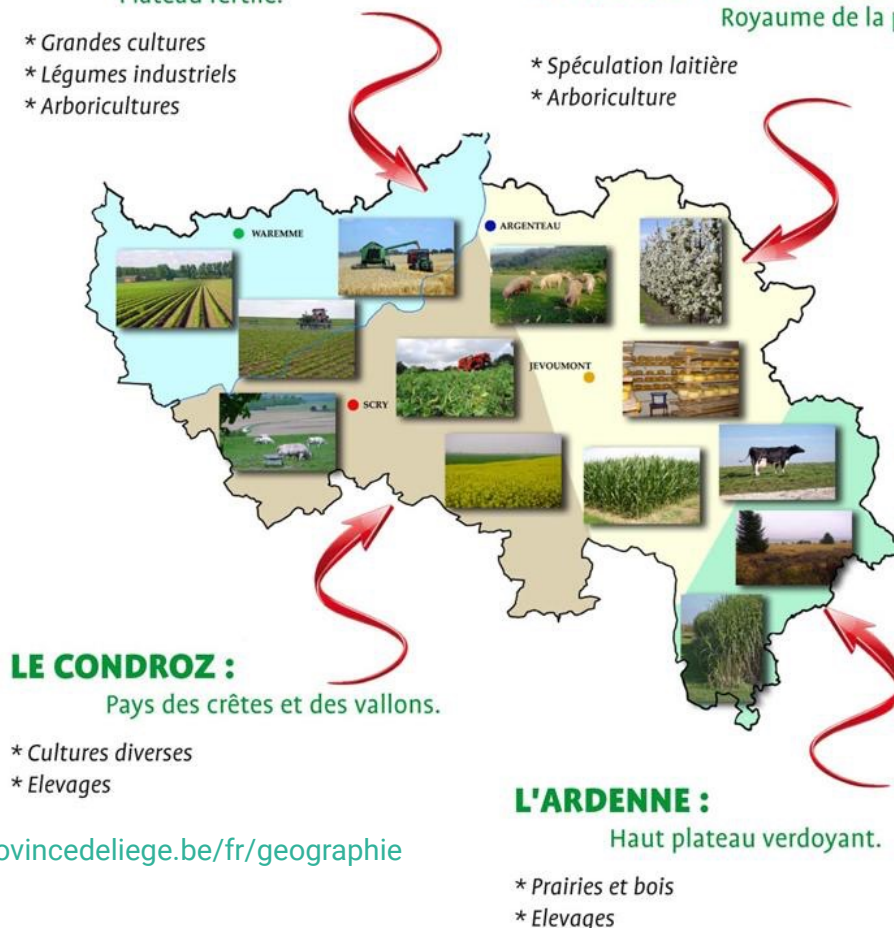 Plateau fertile.
* Grandes cultures
* Légumes industriels
* Arboricultures
Royaume de la
* Spéculation laitière
* Arboriculture
WAREMME
ARGENTEAU
JEVOUMONT
SCRY
LE CONDROZ :
Pays des crêtes et des vallons.
* Cultures diverses
* Elevages
L'ARDENNE :
Haut plateau verdoyant.
* Prairies et bois
* Elevages
ovincedeliege.be/fr/geographie